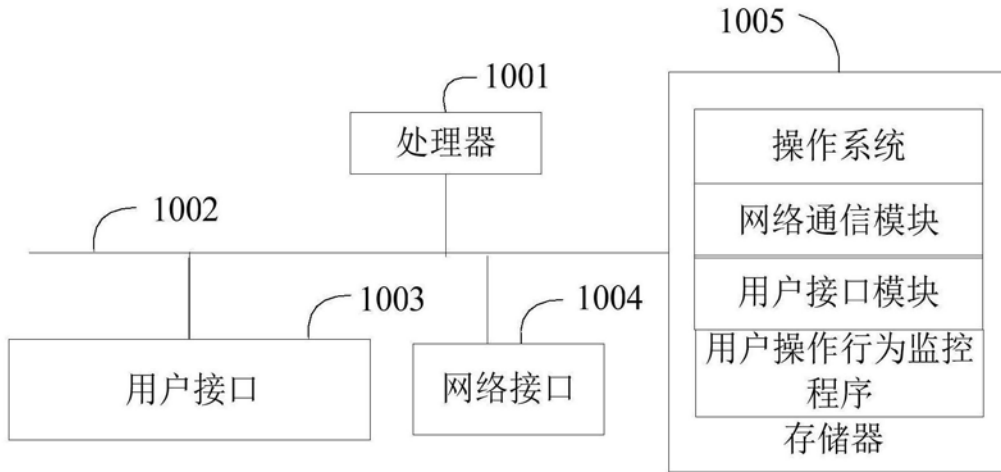 1005
1001
处理器
操作系统
1002
网络通信模块
1003
1004
用户接口模块
用户接口
网络接口
用户操作行为监控
程序
存储器